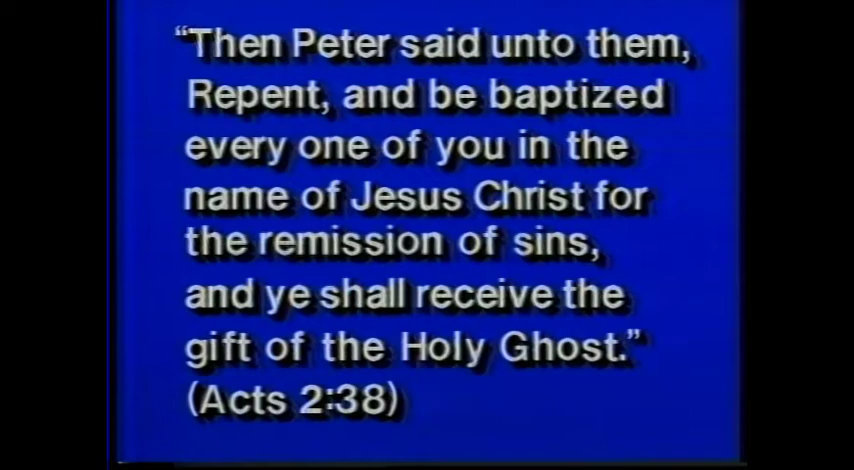 “Then Peter said unto them,
Repent, and be baptized
every one of you in the
name of Jesus Christ for
the remission of sins,
and ye shall receive the
gift of the Holy Ghost.”
(Acts 2:38)